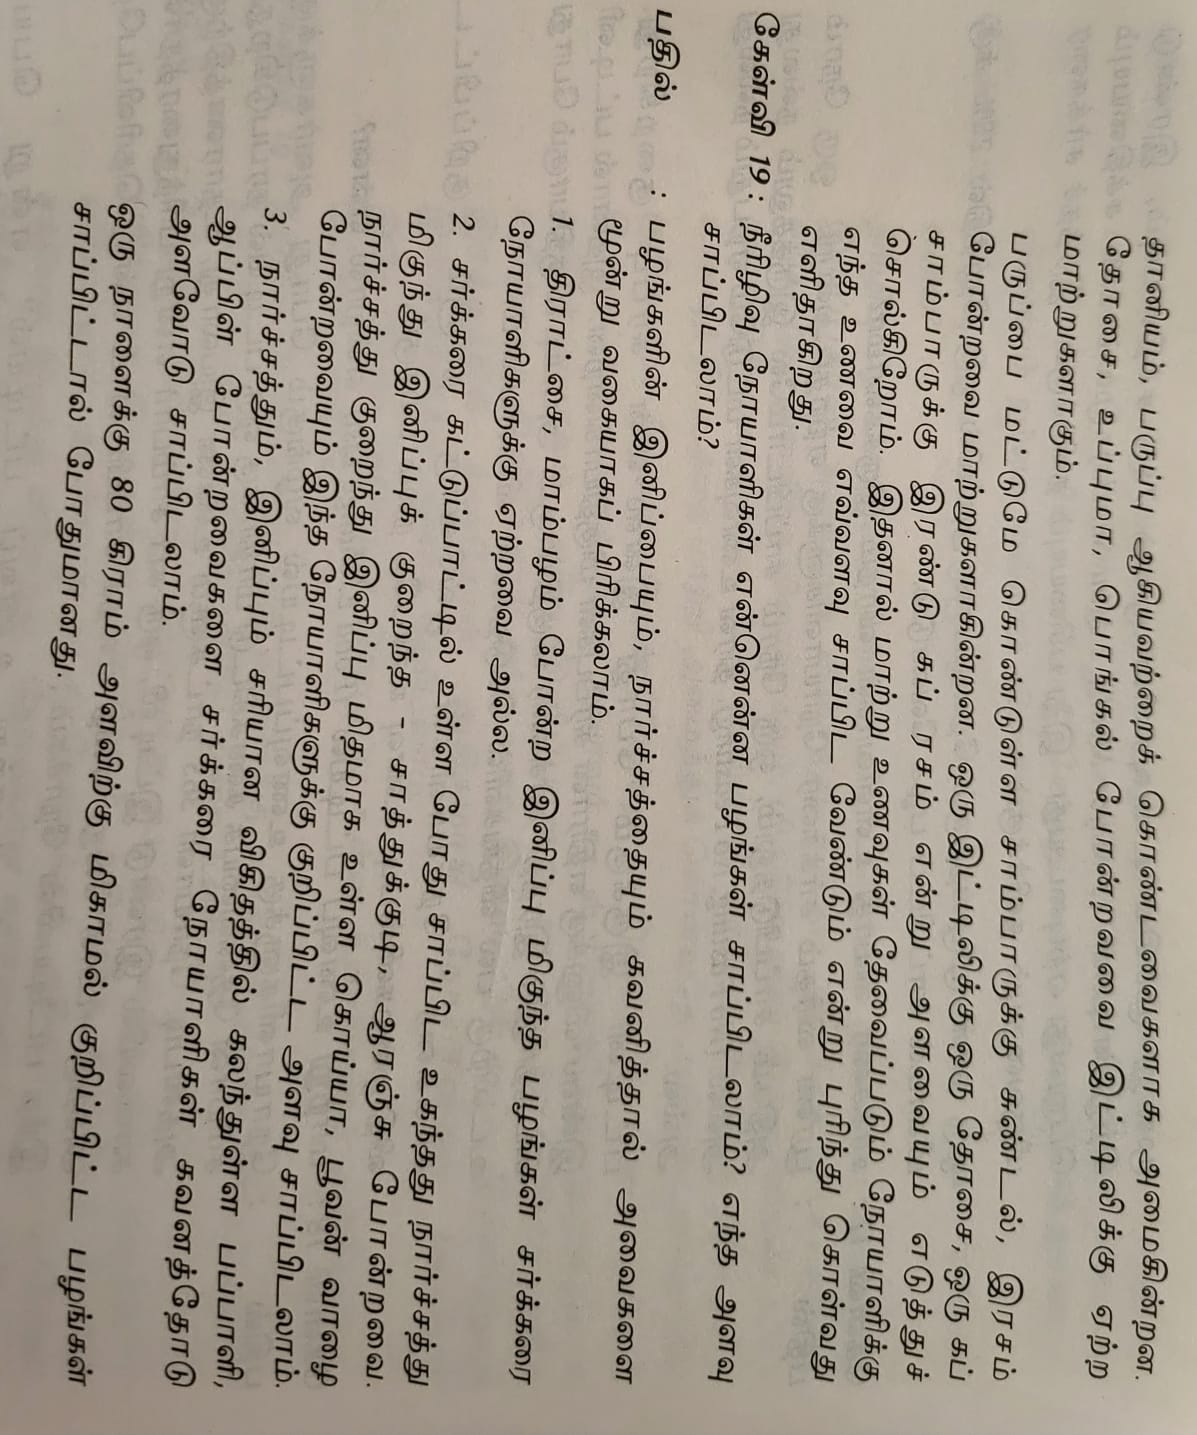 தானியம், பருப்பு ஆகியவற்றைக் கொண்டவைகளாக அமைகின்றன.
தோசை, உப்புமா, பொங்கல் போன்றவவை இட்டிலிக்கு ஏற்ற
மாற்றுகளாகும்.
பருப்பை மட்டுமே கொண்டுள்ள சாம்பாருக்கு சுண்டல், இரசம்
போன்றவை மாற்றுகளாகின்றன. ஒரு இட்டிலிக்கு ஒரு தோசை, ஒரு கப்
சாம்பாருக்கு இரண்டு கப் ரசம் என்று அளவையும் எடுத்துச்
சொல்கிறோம். இதனால் மாற்று உணவுகள் தேவைப்படும் நோயாளிக்கு
எந்த உணவை எவ்வளவு சாப்பிட வேண்டும் என்று புரிந்து கொள்வது
எளிதாகிறது.
கேள்வி 19 : நீரிழிவு நோயாளிகள் என்னென்ன பழங்கள் சாப்பிடலாம்? எந்த அளவு
சாப்பிடலாம்?
பதில் : பழங்களின் இனிப்பையும், நார்ச்சத்தையும் கவனித்தால் அவைகளை
மூன்று வகையாகப் பிரிக்கலாம்.
1. திராட்சை, மாம்பழம் போன்ற இனிப்பு மிகுந்த பழங்கள் சர்க்கரை
நோயாளிகளுக்கு ஏற்றவை அல்ல.
2. சர்க்கரை கட்டுப்பாட்டில் உள்ள போது சாப்பிட உகந்தது நார்ச்சத்து
மிகுந்து இனிப்புக் குறைந்த - சாத்துக்குடி, ஆரஞ்சு போன்றவை.
நார்ச்சத்து குறைந்து இனிப்பு மிதமாக உள்ள கொய்யா, பூவன் வாழை
போன்றவையும் இந்த நோயாளிகளுக்கு குறிப்பிட்ட அளவு சாப்பிடலாம்.
3. நார்ச்சத்தும், இனிப்பும் சரியான விகிதத்தில் கலந்துள்ள பப்பாளி,
ஆப்பிள் போன்றவைகளை சர்க்கரை நோயாளிகள் கவனத்தோடு
அளவோடு சாப்பிடலாம்.
ஒரு நாளைக்கு 80 கிராம் அளவிற்கு மிகாமல் குறிப்பிட்ட பழங்கள்
சாப்பிட்டால் போதுமானது.